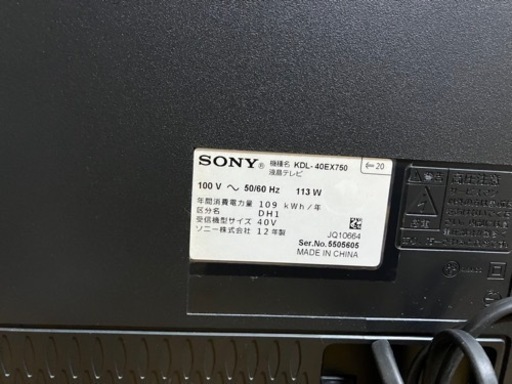 SONY® 機種名 KDL-40EX750
液晶テレビ
⇐20
100 V ～ 50/60 Hz 113 W
年間消費電力量 109 kWh/年
区分名 DH1
受信機型サイズ 40V
ソニー株式会社 12年製
JQ10664
Ser.No.5505605
MADE IN CHINA